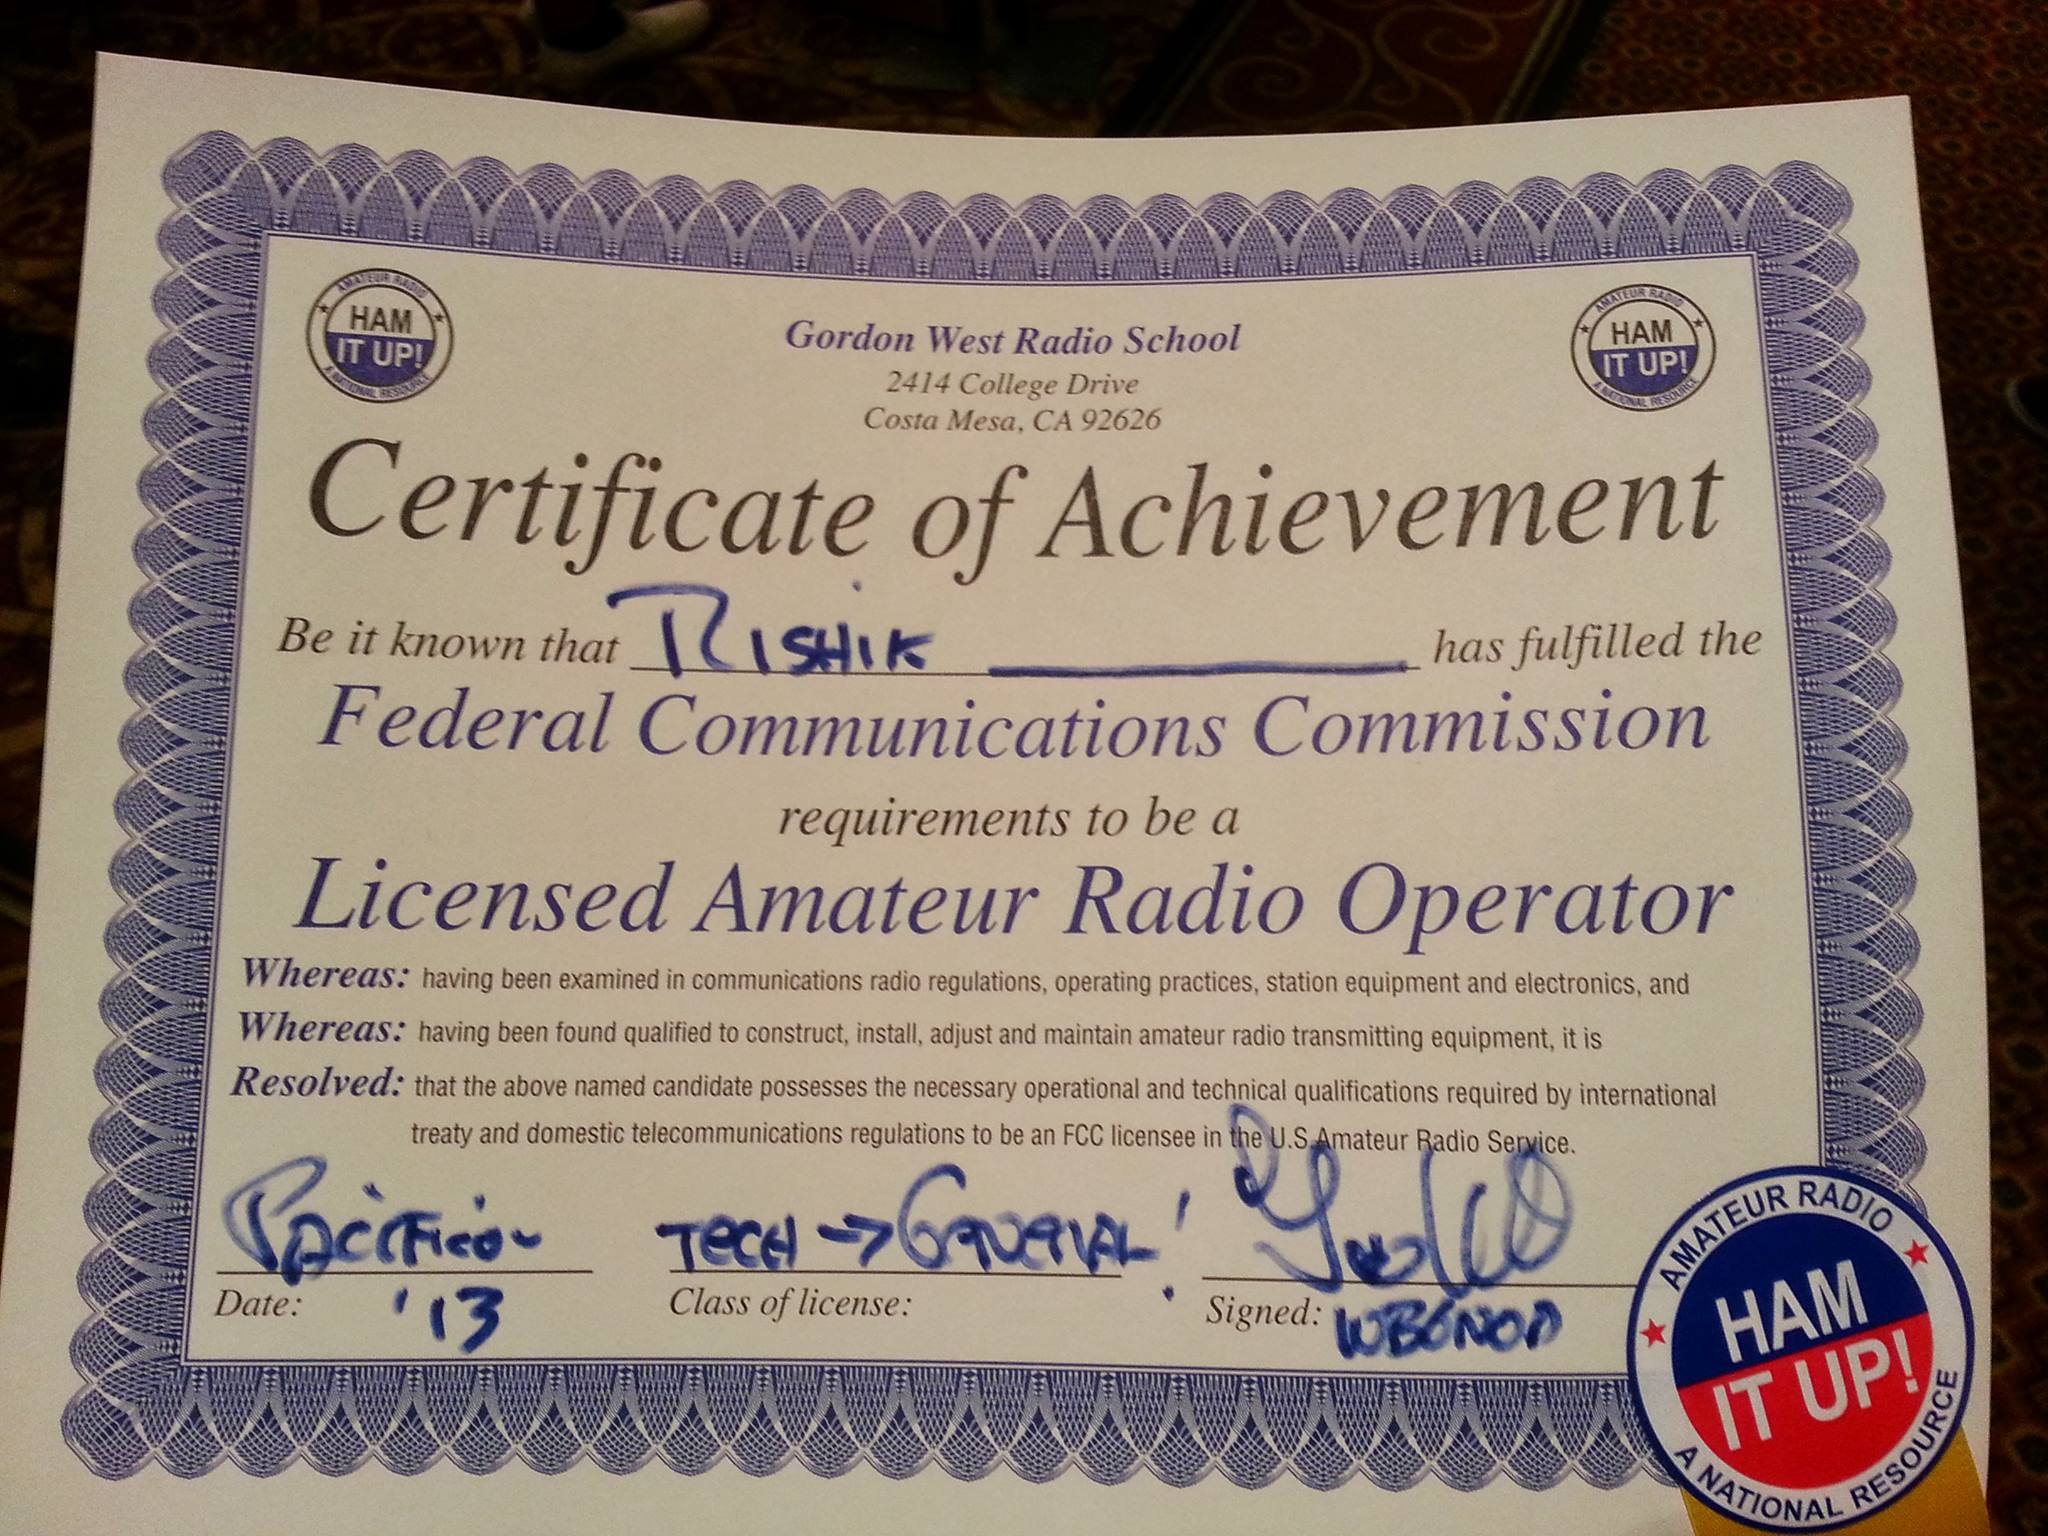 AMATEUR RADIO
HAM
IT UP!
A NATIONAL RESOURCE
AMATEUR RADIO
HAM
IT UP!
A NATIONAL RESOURCE
Gordon West Radio School
2414 College Drive
Costa Mesa, CA 92626
Certificate of Achievement
Be it known that RISHIK has fulfilled the
Federal Communications Commission
requirements to be a
Licensed Amateur Radio Operator
Whereas: having been examined in communications radio regulations, operating practices, station equipment and electronics, and
Whereas: having been found qualified to construct, install, adjust and maintain amateur radio transmitting equipment, it is
Resolved: that the above named candidate possesses the necessary operational and technical qualifications required by international
treaty and domestic telecommunications regulations to be an FCC licensee in the U.S.Amateur Radio Service.
PACIFICON TECH → GENERAL!
Date: '13 Class of license: Signed: WB6NOA
AMATEUR RADIO
HAM
IT UP!
A NATIONAL RESOURCE